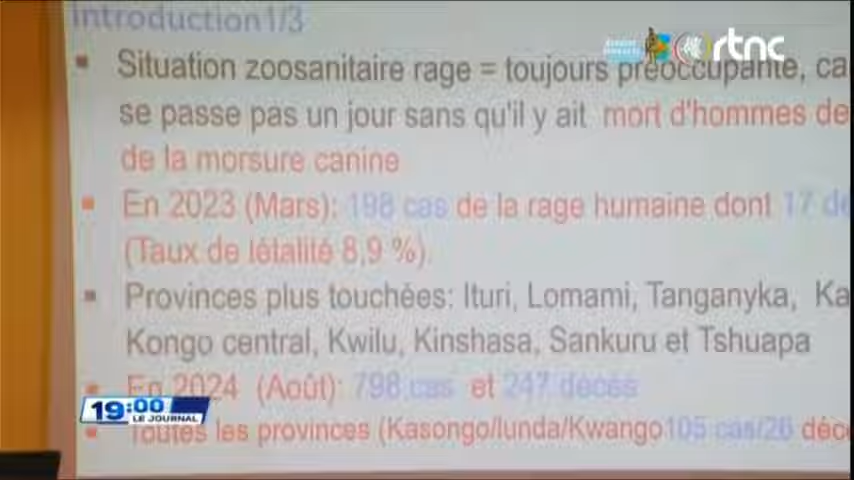 introduction1/3
rtnc
Situation zoosanitaire rage = toujours préoccupante, ca
se passe pas un jour sans qu'il y ait mort d'hommes de
de la morsure canine
En 2023 (Mars): 198 cas de la rage humaine dont 17 dé
(Taux de létalité 8,9 %).
Provinces plus touchées: Ituri, Lomami, Tanganyka, Ka
Kongo central, Kwilu, Kinshasa, Sankuru et Tshuapa
En 2024 (Août): 798 cas et 247 décès
19:00
LE JOURNAL
Toutes les provinces (Kasongo/lunda/Kwango105 cas/26 déce